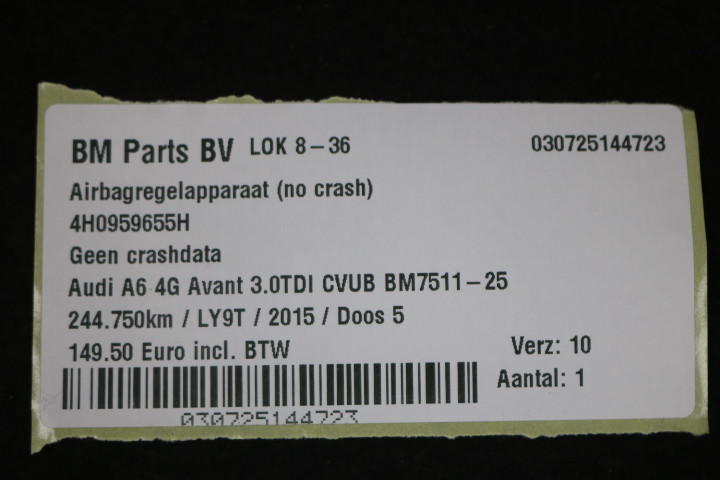 BM Parts BV LOK 8-36 030725144723
Airbagregelapparaat (no crash)
4H0959655H
Geen crashdata
Audi A6 4G Avant 3.0TDI CVUB BM7511-25
244.750km / LY9T / 2015 / Doos 5
149.50 Euro incl. BTW Verz: 10
Aantal: 1
030725144723